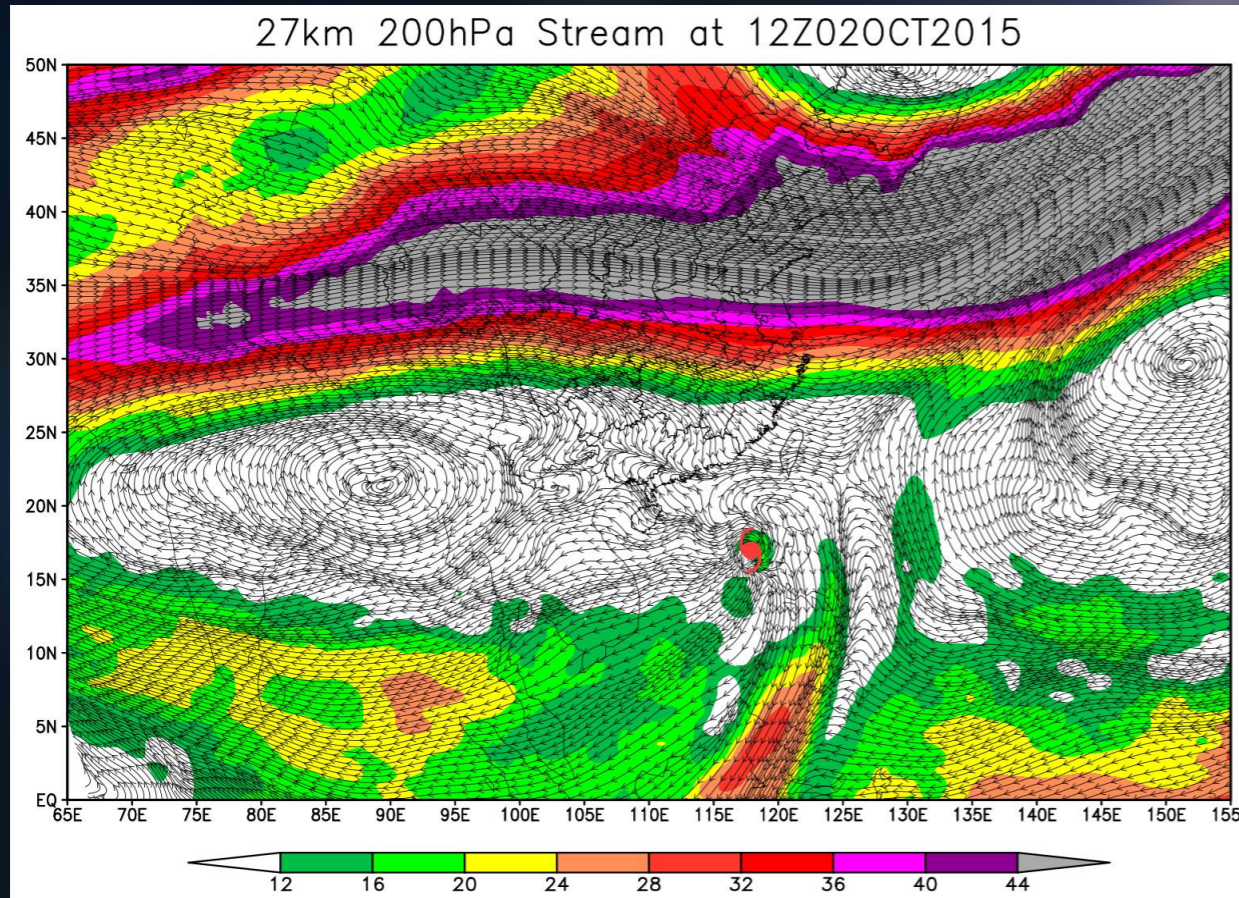 27km 200hPa Stream at 12Z02OCT2015
50N
45N
40N
35N
30N
25N
20N
15N
10N
5N
EQ
65E 70E 75E 80E 85E 90E 95E 100E 105E 110E 115E 120E 125E 130E 135E 140E 145E 150E 155E
12 16 20 24 28 32 36 40 44